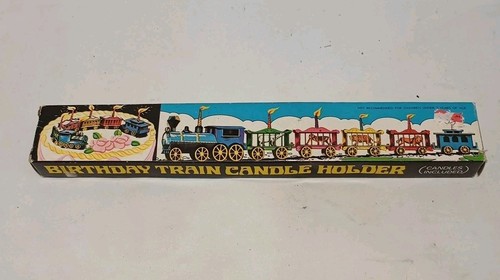 BIRTHDAY TRAIN CANDLE HOLDER
(CANDLES
INCLUDED)